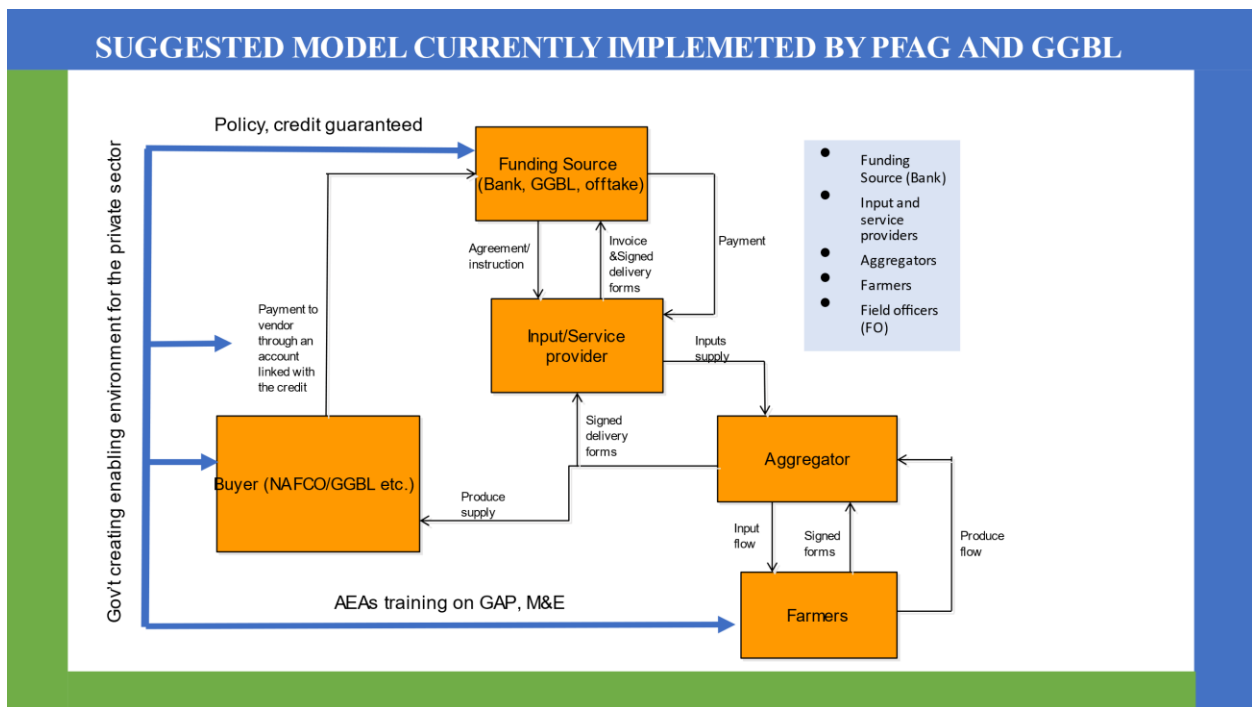 SUGGESTED MODEL CURRENTLY IMPLEMETED BY PFAG AND GGBL
Gov't creating enabling environment for the private sector
Policy, credit guaranteed
Funding Source
(Bank, GGBL, offtake)
Agreement/
instruction
Invoice
&Signed
delivery
forms
Payment
Payment to
vendor
through an
account
linked with
the credit
Input/Service
provider
Inputs
supply
Signed
delivery
forms
Buyer (NAFCO/GGBL etc.)
Produce
supply
Aggregator
Input
flow
Signed
forms
Produce
flow
AEAs training on GAP, M&E
Farmers
• Funding
Source (Bank)
• Input and
service
providers
• Aggregators
• Farmers
• Field officers
(FO)